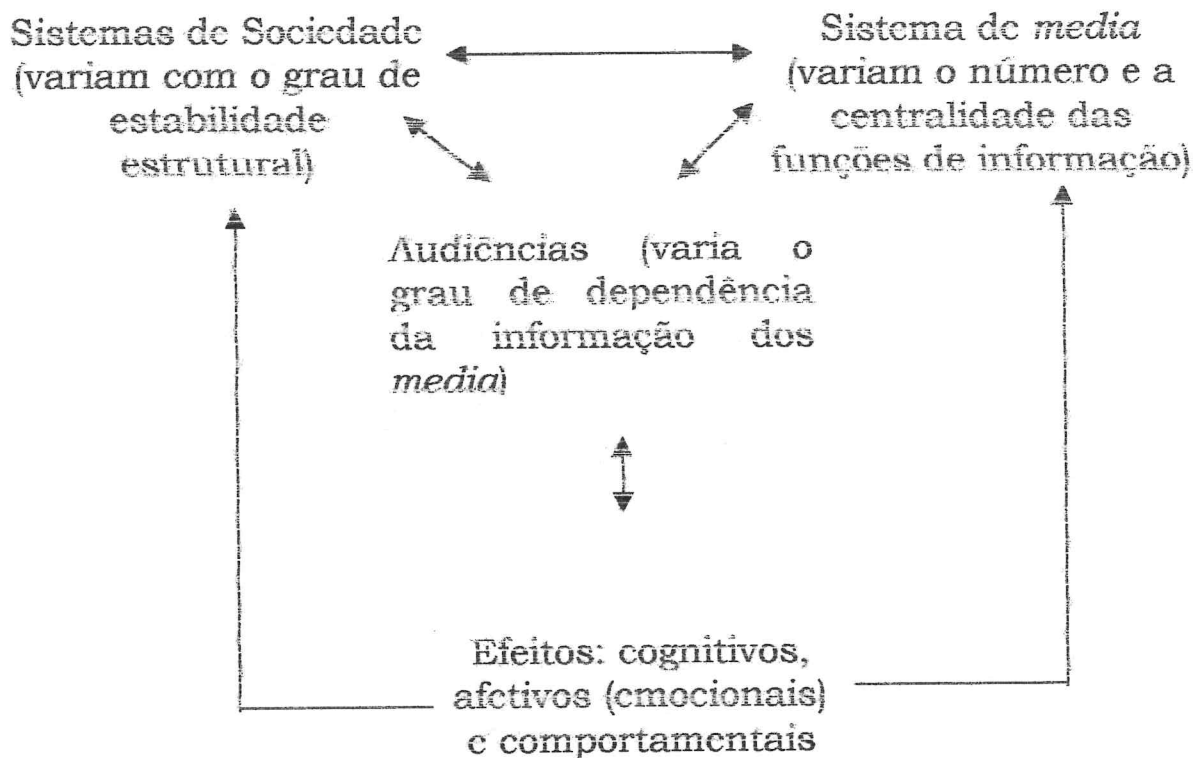 Sistemas de Sociedade
(variam com o grau de
estabilidade
estrutural)
Sistema de media
(variam o número e a
centralidade das
funções de informação)
Audiências (varia o
grau de dependência
da informação dos
media)
Efeitos: cognitivos,
afetivos (emocionais)
e comportamentais